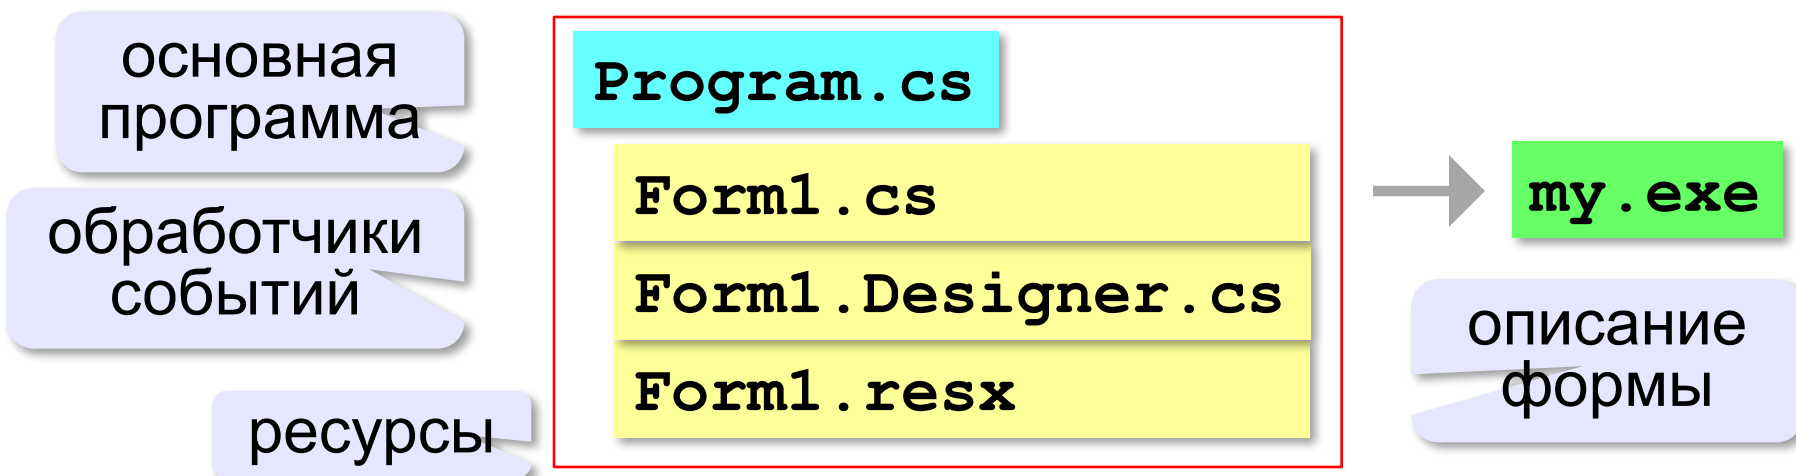 основная
программа
Program.cs
обработчики
событий
Form1.cs
my.exe
Form1.Designer.cs
описание
формы
Form1.resx
ресурсы